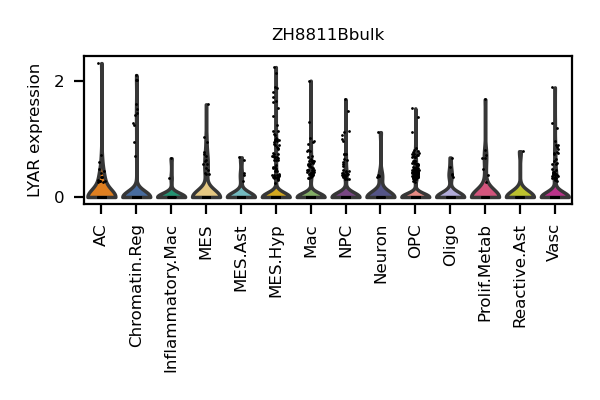 ZH8811Bbulk
LYAR expression
2
0
AC
Chromatin.Reg
Inflammatory.Mac
MES
MES.Ast
MES.Hyp
Mac
NPC
Neuron
OPC
Oligo
Prolif.Metab
Reactive.Ast
Vasc